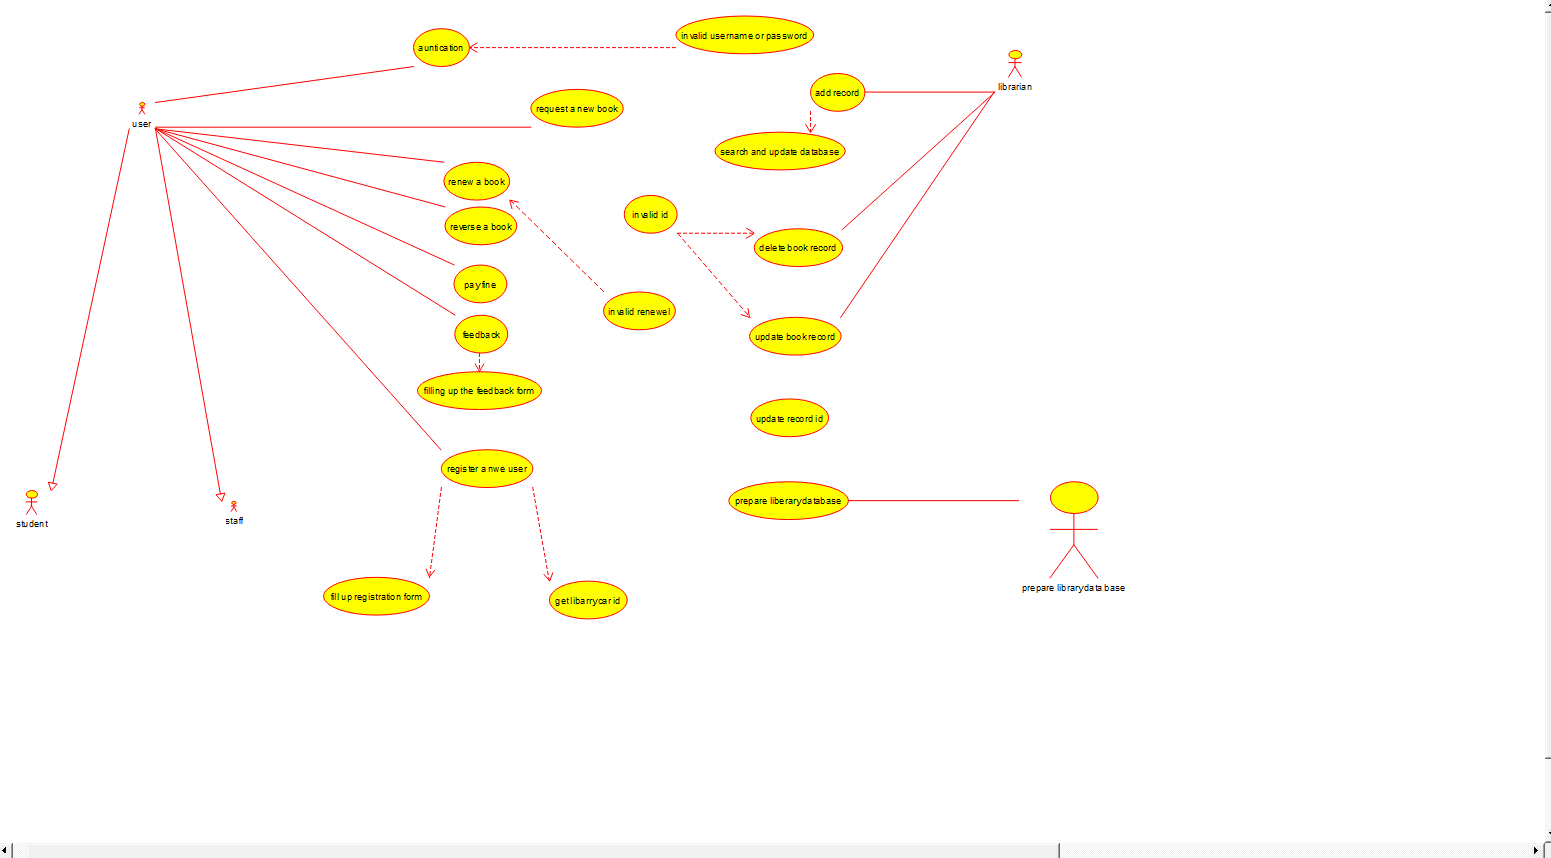 invalid username or password
auntication
add record
librarian
request a new book
user
search and update database
renew a book
invalid id
reverse a book
delete book record
payfine
invalid renewel
feedback
update book record
filling up the feedback form
update record id
register a nwe user
prepare liberarydatabase
student
staff
prepare librarydatabase
fill up registration form
get libarrycar id